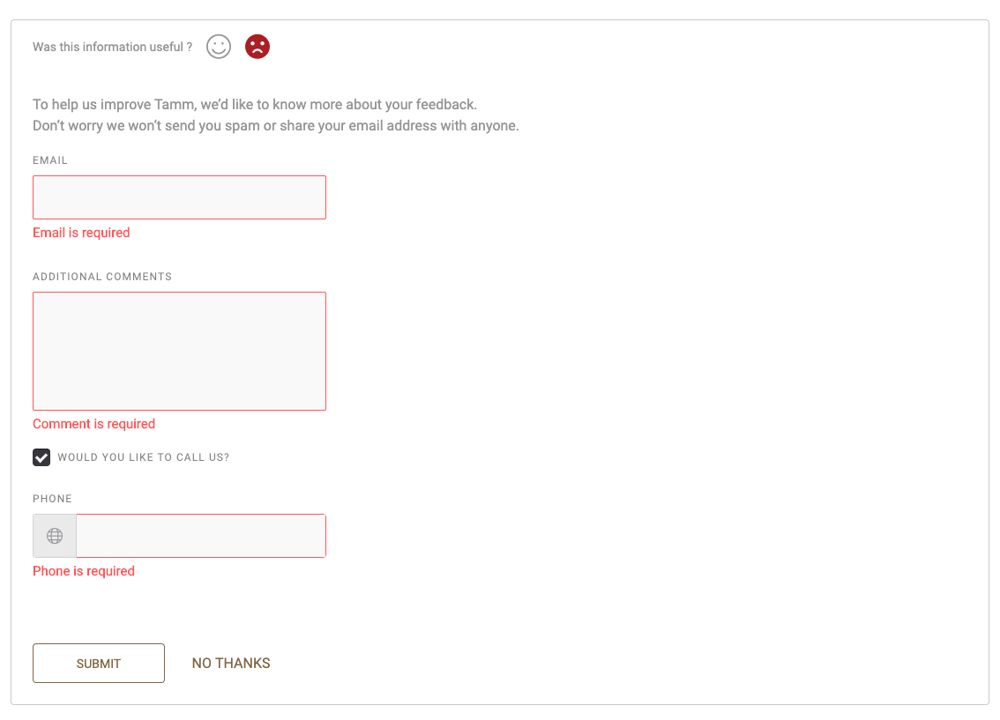 Was this information useful ?
To help us improve Tamm, we’d like to know more about your feedback.
Don’t worry we won’t send you spam or share your email address with anyone.
EMAIL
Email is required
ADDITIONAL COMMENTS
Comment is required
WOULD YOU LIKE TO CALL US?
PHONE
Phone is required
SUBMIT NO THANKS